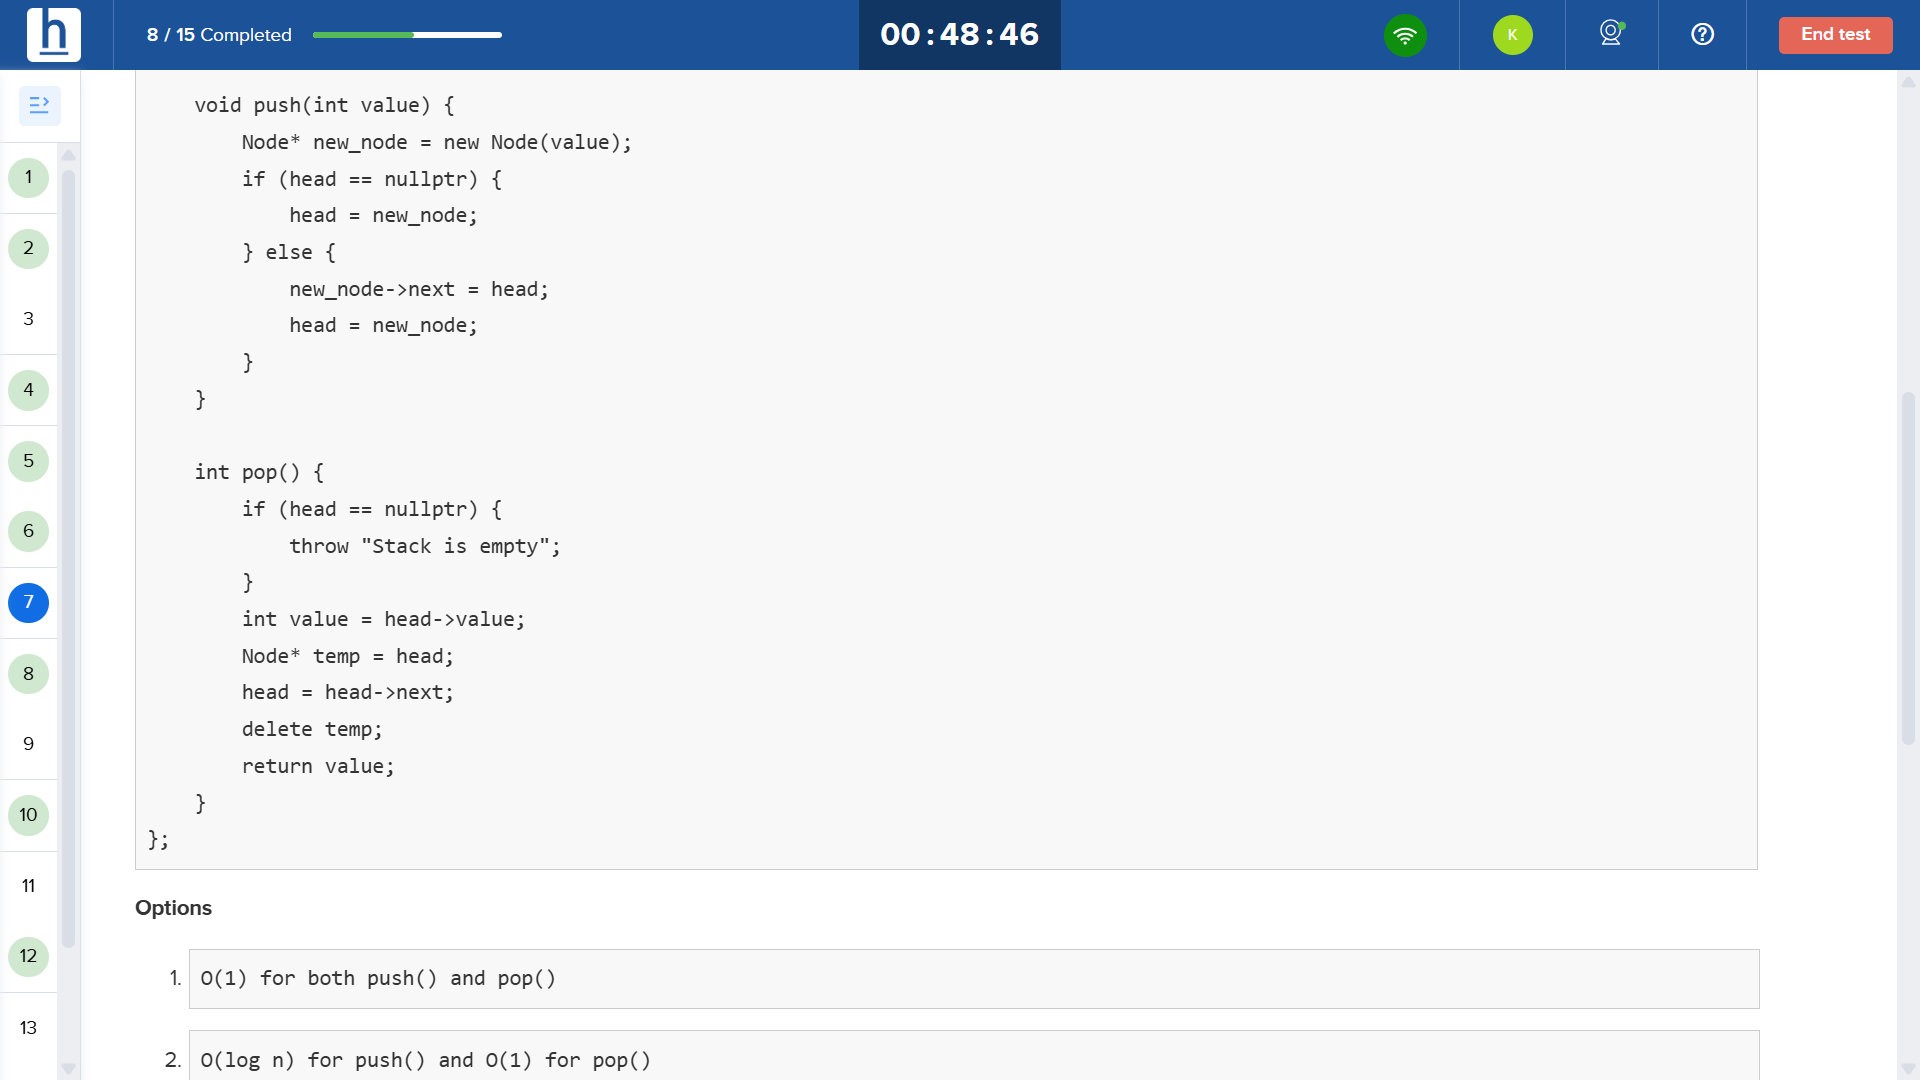 h
8 / 15 Completed
00:48:46
K
?
End test
1
2
3
4
5
6
7
8
9
10
11
12
13
void push(int value) {
Node* new_node = new Node(value);
if (head == nullptr) {
head = new_node;
} else {
new_node->next = head;
head = new_node;
}
}
int pop() {
if (head == nullptr) {
throw "Stack is empty";
}
int value = head->value;
Node* temp = head;
head = head->next;
delete temp;
return value;
}
};
Options
1. O(1) for both push() and pop()
2. O(log n) for push() and O(1) for pop()